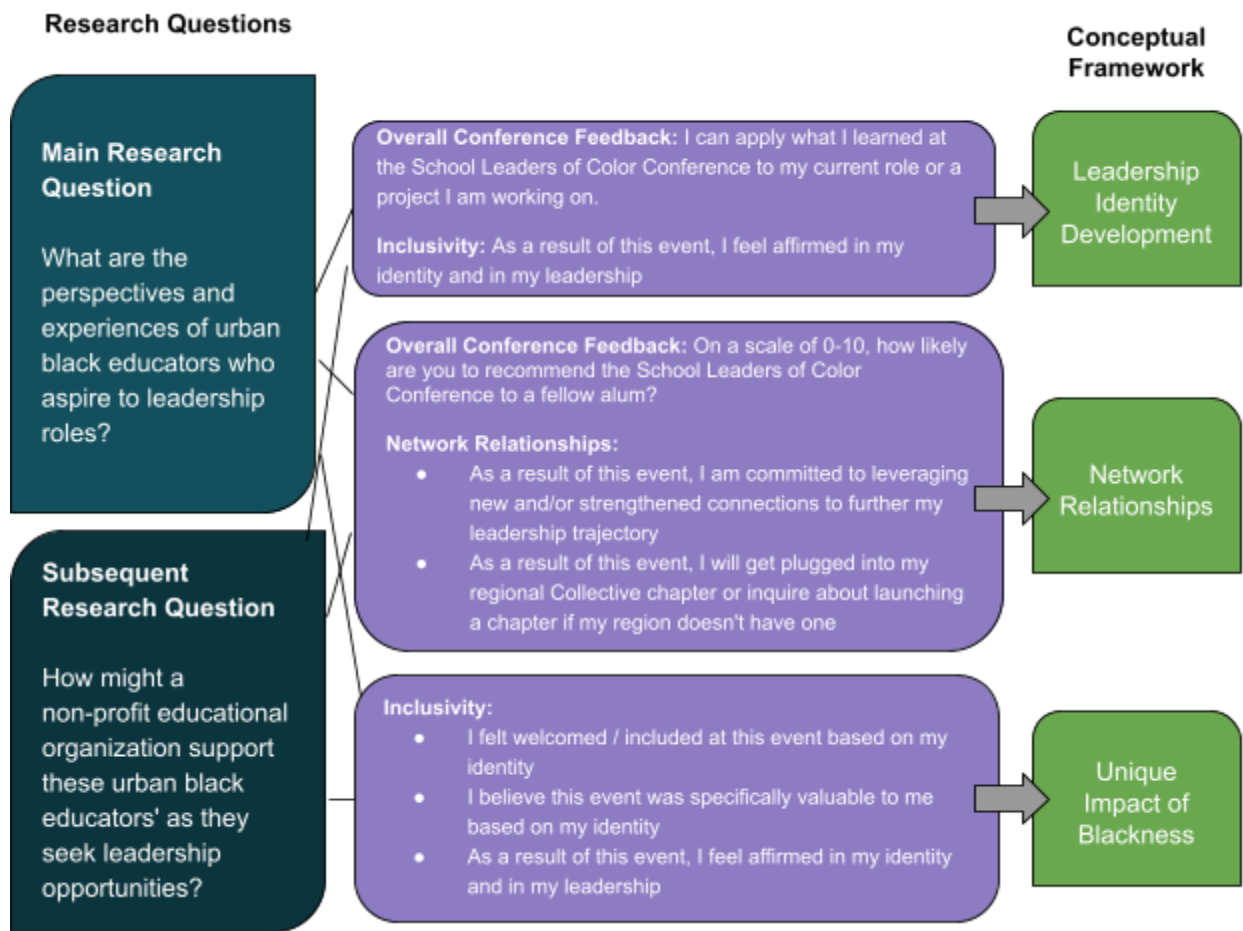 Research Questions
Conceptual
Framework
Main Research
Question
What are the
perspectives and
experiences of urban
black educators who
aspire to leadership
roles?
Subsequent
Research Question
How might a
non-profit educational
organization support
these urban black
educators' as they
seek leadership
opportunities?
Overall Conference Feedback: I can apply what I learned at
the School Leaders of Color Conference to my current role or a
project I am working on.
Inclusivity: As a result of this event, I feel affirmed in my
identity and in my leadership
Overall Conference Feedback: On a scale of 0-10, how likely
are you to recommend the School Leaders of Color
Conference to a fellow alum?
Network Relationships:
● As a result of this event, I am committed to leveraging
new and/or strengthened connections to further my
leadership trajectory
● As a result of this event, I will get plugged into my
regional Collective chapter or inquire about launching
a chapter if my region doesn't have one
Inclusivity:
● I felt welcomed / included at this event based on my
identity
● I believe this event was specifically valuable to me
based on my identity
● As a result of this event, I feel affirmed in my identity
and in my leadership
Leadership
Identity
Development
Network
Relationships
Unique
Impact of
Blackness